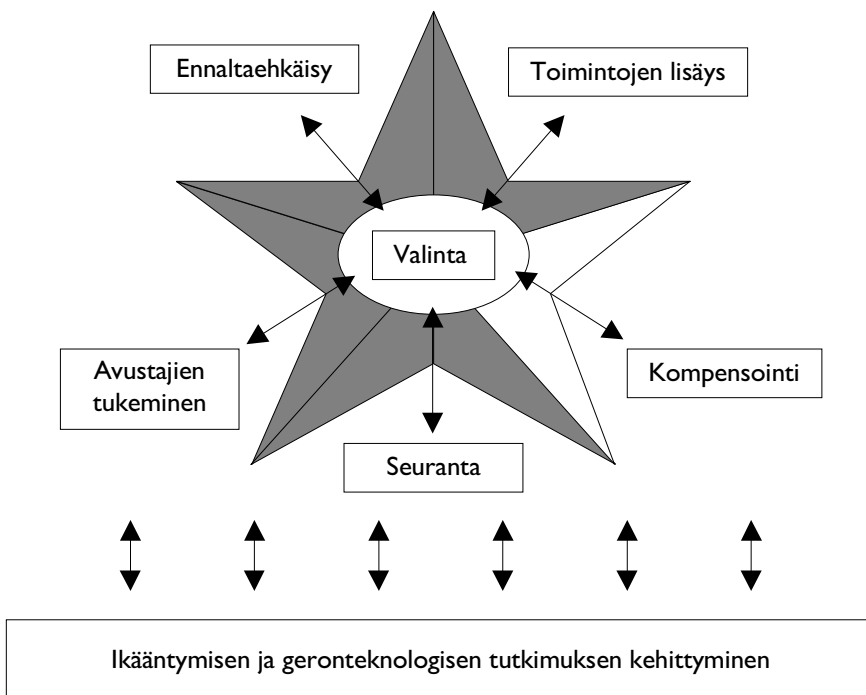 Ennaltaehkäisy
Toimintojen lisäys
Valinta
Avustajien
tukeminen
Kompensointi
Seuranta
Ikääntymisen ja geronteknologisen tutkimuksen kehittyminen